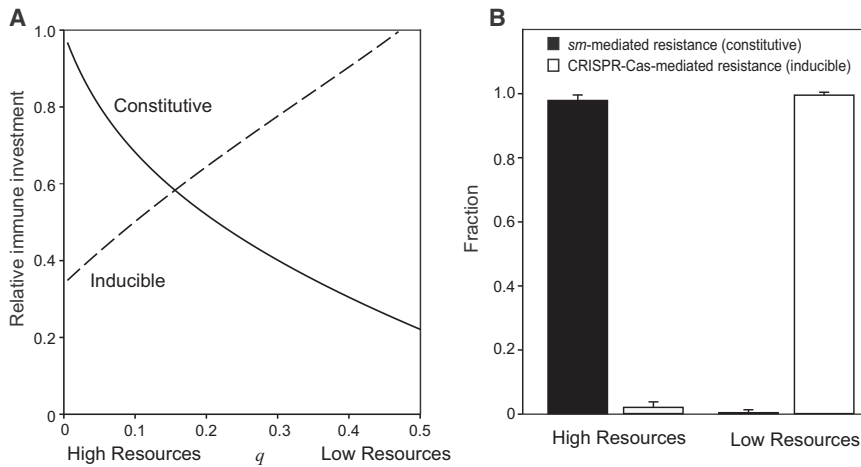 A
Relative immune investment
1.0
0.8
0.6
0.4
0.2
0
Constitutive
Inducible
0 0.1 0.2 0.3 0.4 0.5
High Resources q Low Resources
B
sm-mediated resistance (constitutive)
CRISPR-Cas-mediated resistance (inducible)
Fraction
1.0
0.8
0.6
0.4
0.2
0
High Resources Low Resources